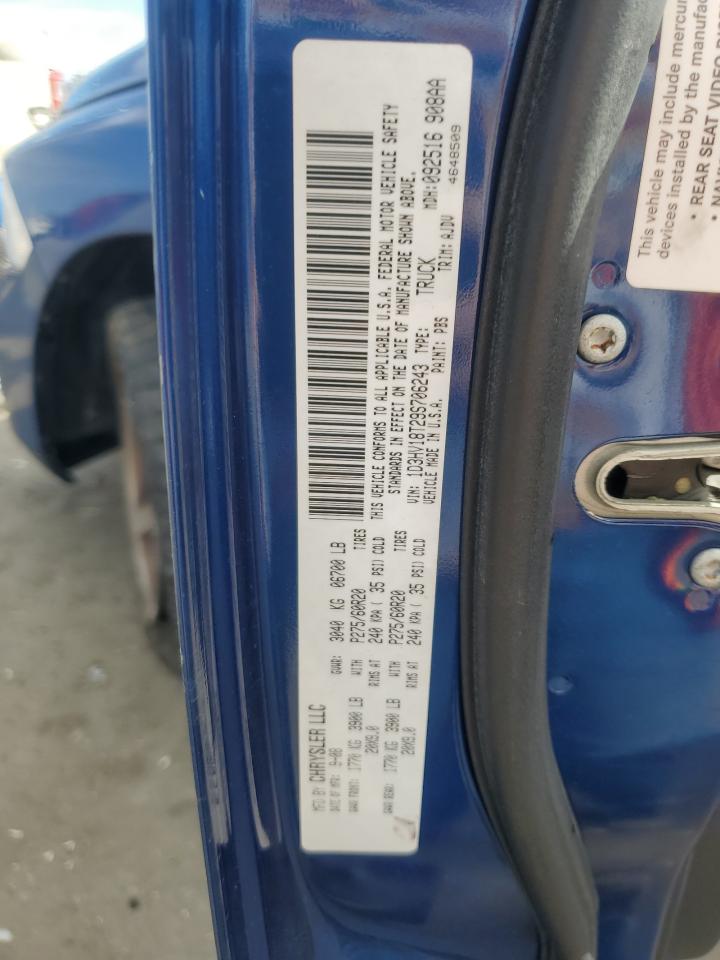 MFD BY CHRYSLER LLC
DATE OF MFR: 9-08 GVWR: 3040 KG 06700 LB
GAWR FRONT: 1770 KG 3900 LB WITH P275/60R20 TIRES
20X9.0 RIMS AT 240 KPA ( 35 PSI) COLD
GAWR REAR: 1770 KG 3900 LB WITH P275/60R20 TIRES
20X9.0 RIMS AT 240 KPA ( 35 PSI) COLD
THIS VEHICLE CONFORMS TO ALL APPLICABLE U.S.A. FEDERAL MOTOR VEHICLE SAFETY
STANDARDS IN EFFECT ON THE DATE OF MANUFACTURE SHOWN ABOVE.
VIN: 1D3HV18T29S706243 TYPE: TRUCK MDH:092516 908AA
VEHICLE MADE IN U.S.A. PAINT: PBS TRIM: AJDV 4648509
This vehicle may include mercur
devices installed by the manufac
• REAR SEAT VIDEO